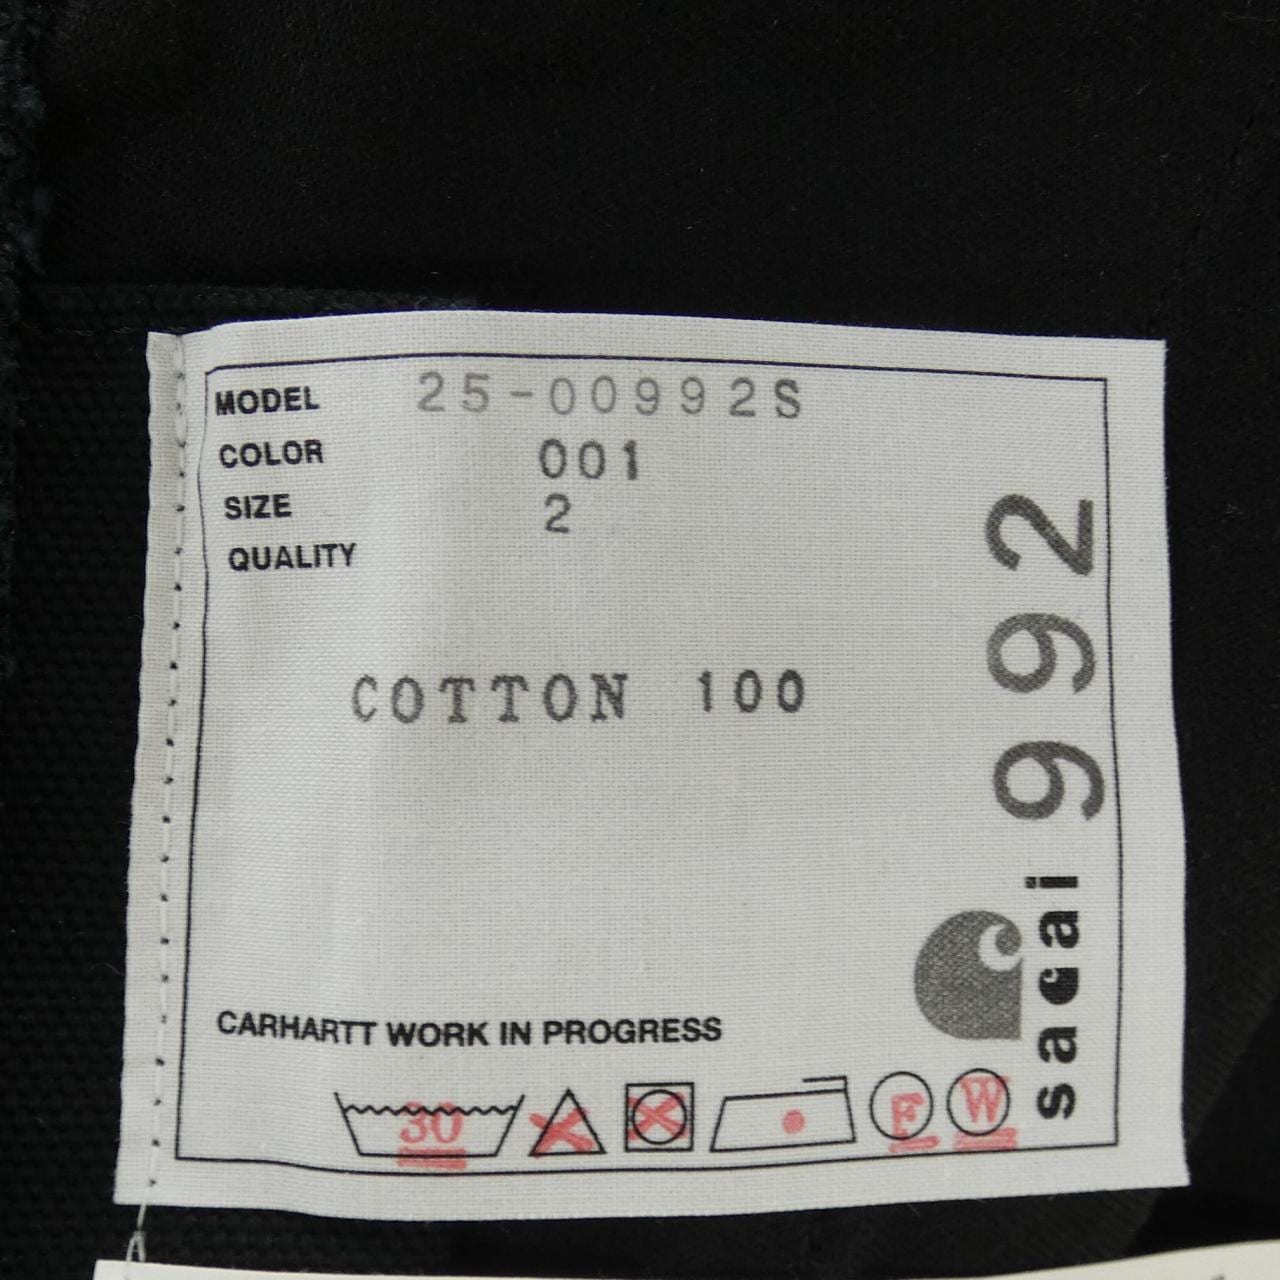 MODEL 25-00992S
COLOR 001
SIZE 2
QUALITY
COTTON 100
CARHARTT WORK IN PROGRESS
30 F W
sacai 992